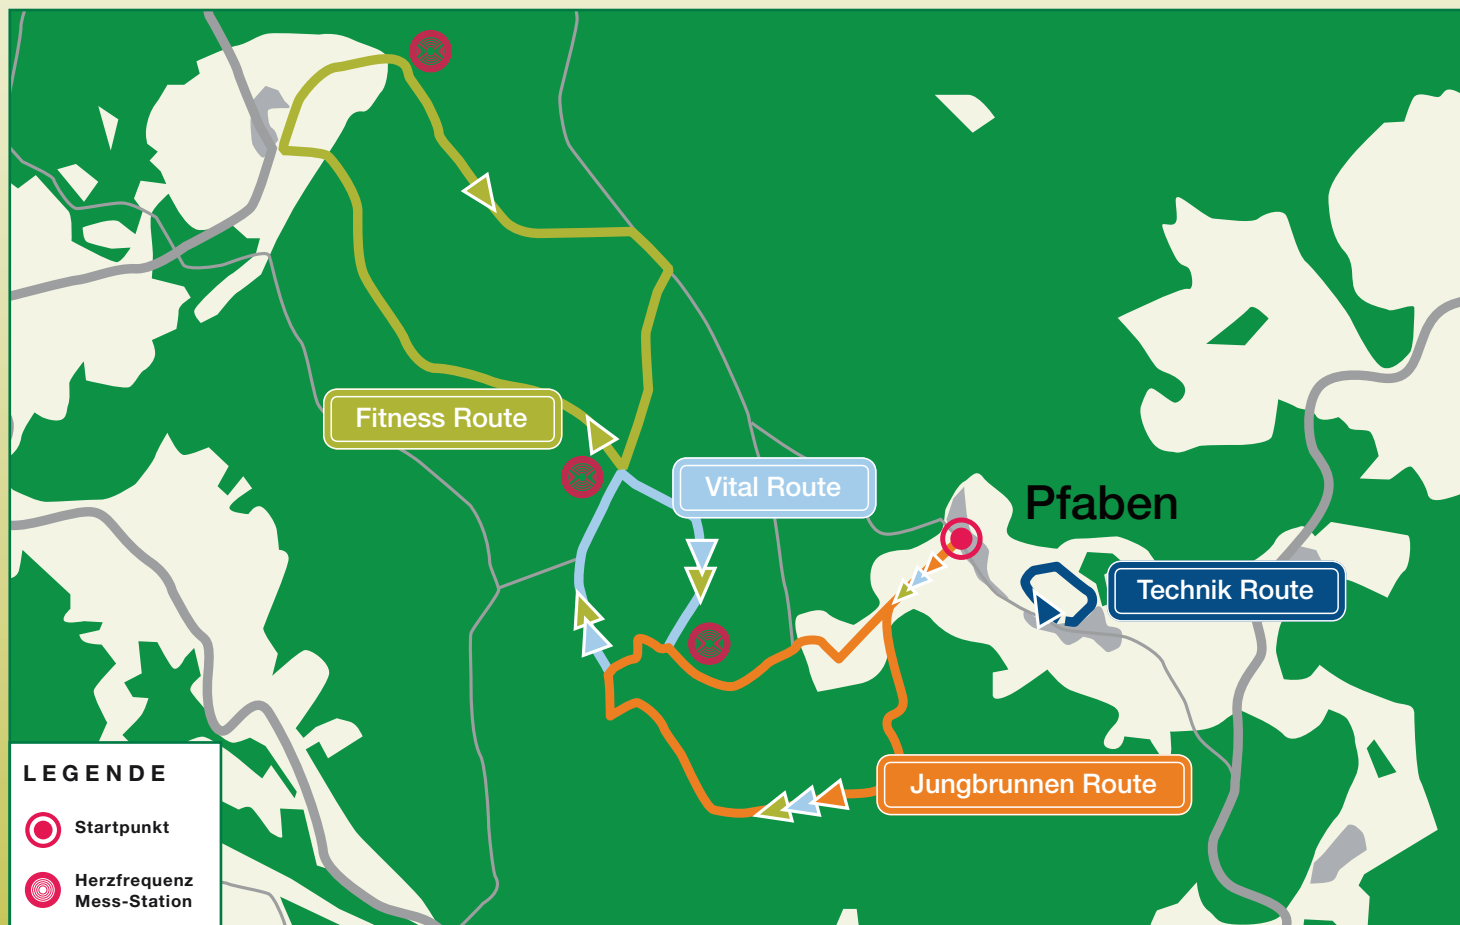 Fitness Route
Vital Route
Pfaben
Technik Route
Jungbrunnen Route
LEGENDE
Startpunkt
Herzfrequenz
Mess-Station